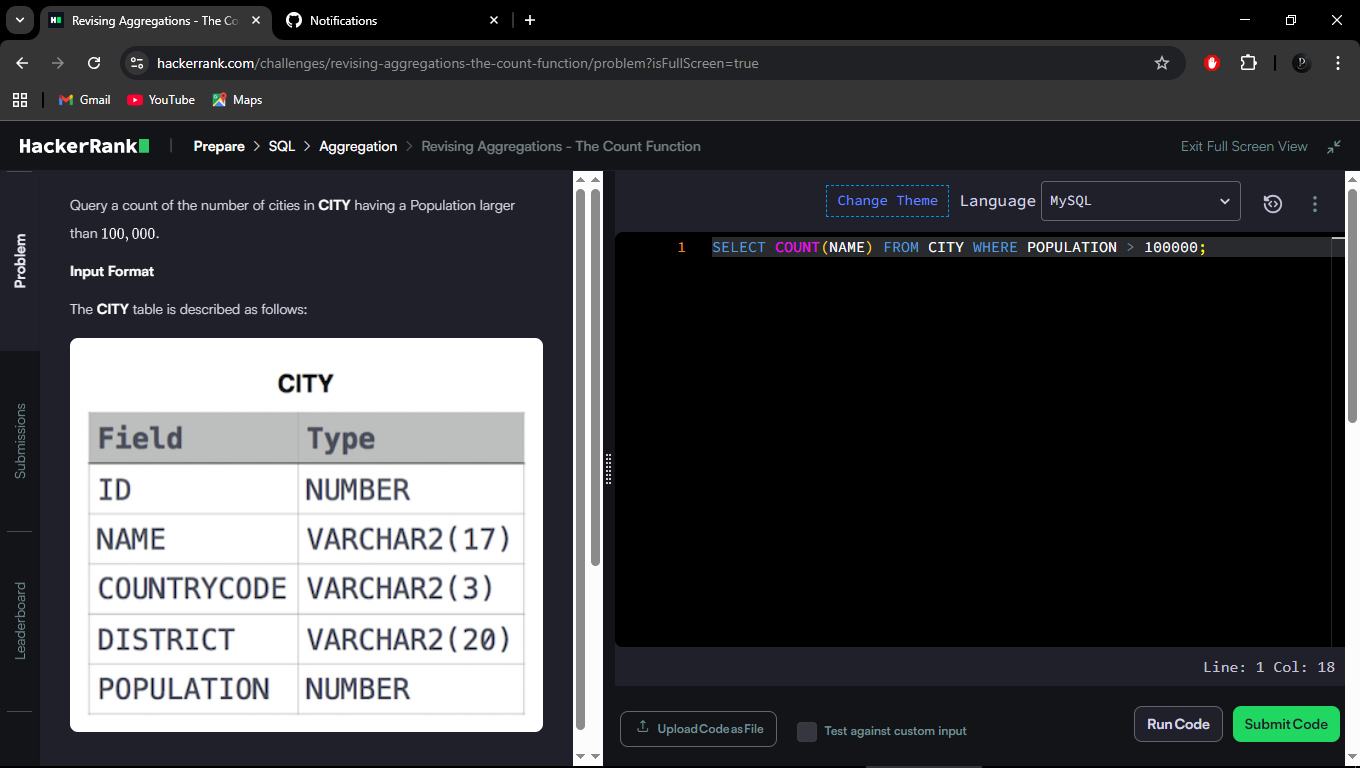 Revising Aggregations - The Co
Notifications
hackerrank.com/challenges/revising-aggregations-the-count-function/problem?isFullScreen=true
Gmail YouTube Maps
HackerRank
Prepare > SQL > Aggregation > Revising Aggregations - The Count Function
Exit Full Screen View
Problem
Submissions
Leaderboard
Query a count of the number of cities in CITY having a Population larger
than 100,000.
Input Format
The CITY table is described as follows:
CITY
Field Type
ID NUMBER
NAME VARCHAR2(17)
COUNTRYCODE VARCHAR2(3)
DISTRICT VARCHAR2(20)
POPULATION NUMBER
Change Theme Language MySQL
1 SELECT COUNT(NAME) FROM CITY WHERE POPULATION > 100000;
Line: 1 Col: 18
Upload Code as File
Test against custom input
Run Code
Submit Code